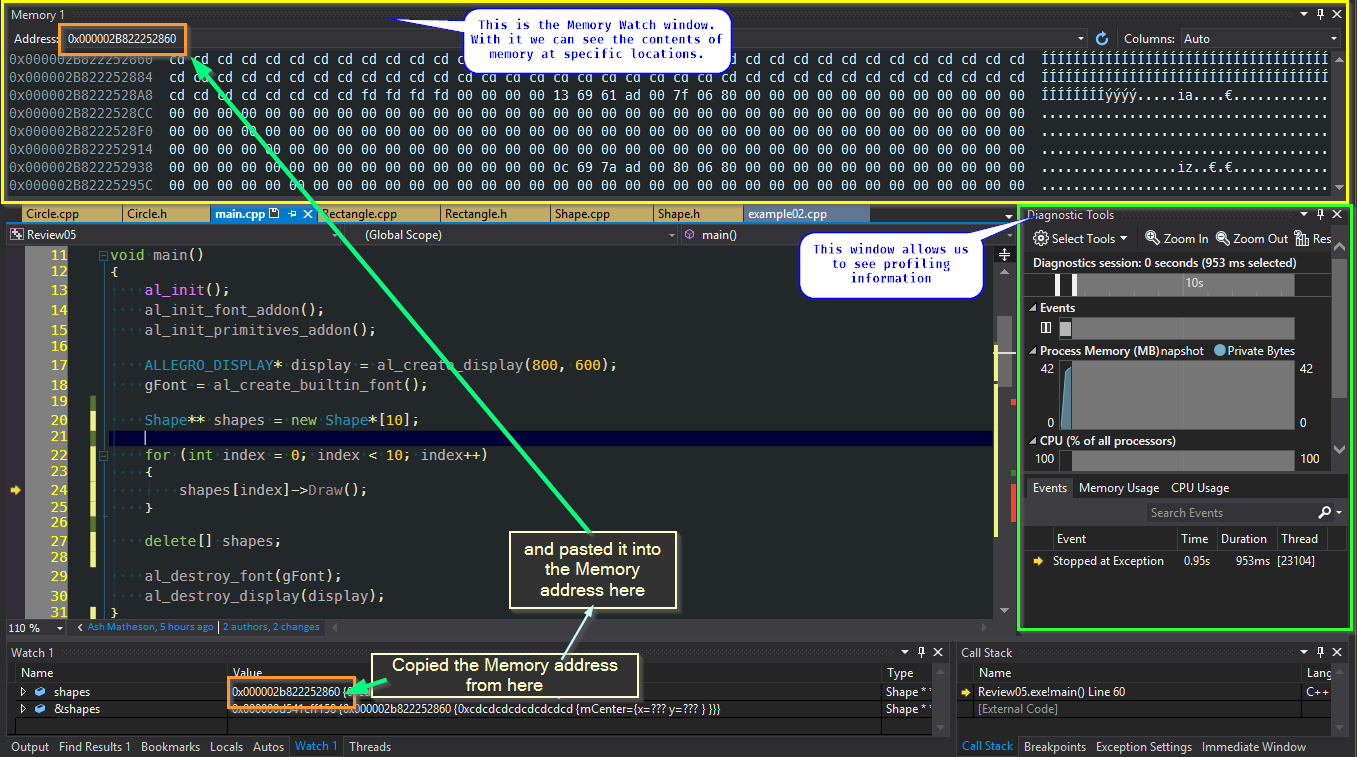 Memory 1
This is the Memory Watch window.
With it we can see the contents of
memory at specific locations.
Address: 0x000002B822252860
Columns: Auto
0x000002B822252860 cd cd cd cd cd cd cd cd cd cd cd cd cd cd cd cd cd cd cd cd cd cd cd cd cd cd cd cd cd cd cd cd cd cd cd cd ÍÍÍÍÍÍÍÍÍÍÍÍÍÍÍÍÍÍÍÍÍÍÍÍÍÍÍÍÍÍÍÍÍÍÍÍ
0x000002B822252884 cd cd cd cd cd cd cd cd cd cd cd cd cd cd cd cd cd cd cd cd cd cd cd cd cd cd cd cd cd cd cd cd cd cd cd cd ÍÍÍÍÍÍÍÍÍÍÍÍÍÍÍÍÍÍÍÍÍÍÍÍÍÍÍÍÍÍÍÍÍÍÍÍ
0x000002B8222528A8 cd cd cd cd cd cd cd cd fd fd fd fd 00 00 00 00 13 69 61 ad 00 7f 06 80 00 00 00 00 00 00 00 00 00 00 00 00 ÍÍÍÍÍÍÍÍýýýý.....ia....€............
0x000002B8222528CC 00 00 00 00 00 00 00 00 00 00 00 00 00 00 00 00 00 00 00 00 00 00 00 00 00 00 00 00 00 00 00 00 00 00 00 00 ....................................
0x000002B8222528F0 00 00 00 00 00 00 00 00 00 00 00 00 00 00 00 00 00 00 00 00 00 00 00 00 00 00 00 00 00 00 00 00 00 00 00 00 ....................................
0x000002B822252914 00 00 00 00 00 00 00 00 00 00 00 00 00 00 00 00 00 00 00 00 00 00 00 00 00 00 00 00 00 00 00 00 00 00 00 00 ....................................
0x000002B822252938 00 00 00 00 00 00 00 00 00 00 00 00 00 00 00 00 0c 69 7a ad 00 80 06 80 00 00 00 00 00 00 00 00 00 00 00 00 .................iz..€.€............
0x000002B82225295C 00 00 00 00 00 00 00 00 00 00 00 00 00 00 00 00 00 00 00 00 00 00 00 00 00 00 00 00 00 00 00 00 00 00 00 00 ....................................
Circle.cpp Circle.h main.cpp Rectangle.cpp Rectangle.h Shape.cpp Shape.h example02.cpp
Review05 (Global Scope) main()
11 void main()
12 {
13 al_init();
14 al_init_font_addon();
15 al_init_primitives_addon();
16
17 ALLEGRO_DISPLAY* display = al_create_display(800, 600);
18 gFont = al_create_builtin_font();
19
20 Shape** shapes = new Shape*[10];
21
22 for (int index = 0; index < 10; index++)
23 {
24 shapes[index]->Draw();
25 }
26
27 delete[] shapes;
28
29 al_destroy_font(gFont);
30 al_destroy_display(display);
31 }
110 % Ash Matheson, 5 hours ago | 2 authors, 2 changes
This window allows us
to see profiling
information
and pasted it into
the Memory
address here
Diagnostic Tools
Select Tools Zoom In Zoom Out Res
Diagnostics session: 0 seconds (953 ms selected)
10s
Events
Process Memory (MB) napshot Private Bytes
42 42
0 0
CPU (% of all processors)
100 100
Events Memory Usage CPU Usage
Search Events
Event Time Duration Thread
Stopped at Exception 0.95s 953ms [23104]
Watch 1
Name Value Type
shapes 0x000002b822252860 Shape * *
&shapes {0x000002b822252860 {0xcdcdcdcdcdcdcdcd {mCenter={x=??? y=??? } }}} Shape * *
Copied the Memory address
from here
Output Find Results 1 Bookmarks Locals Autos Watch 1 Threads
Call Stack
Name Lang
Review05.exe!main() Line 60 C++
[External Code]
Call Stack Breakpoints Exception Settings Immediate Window